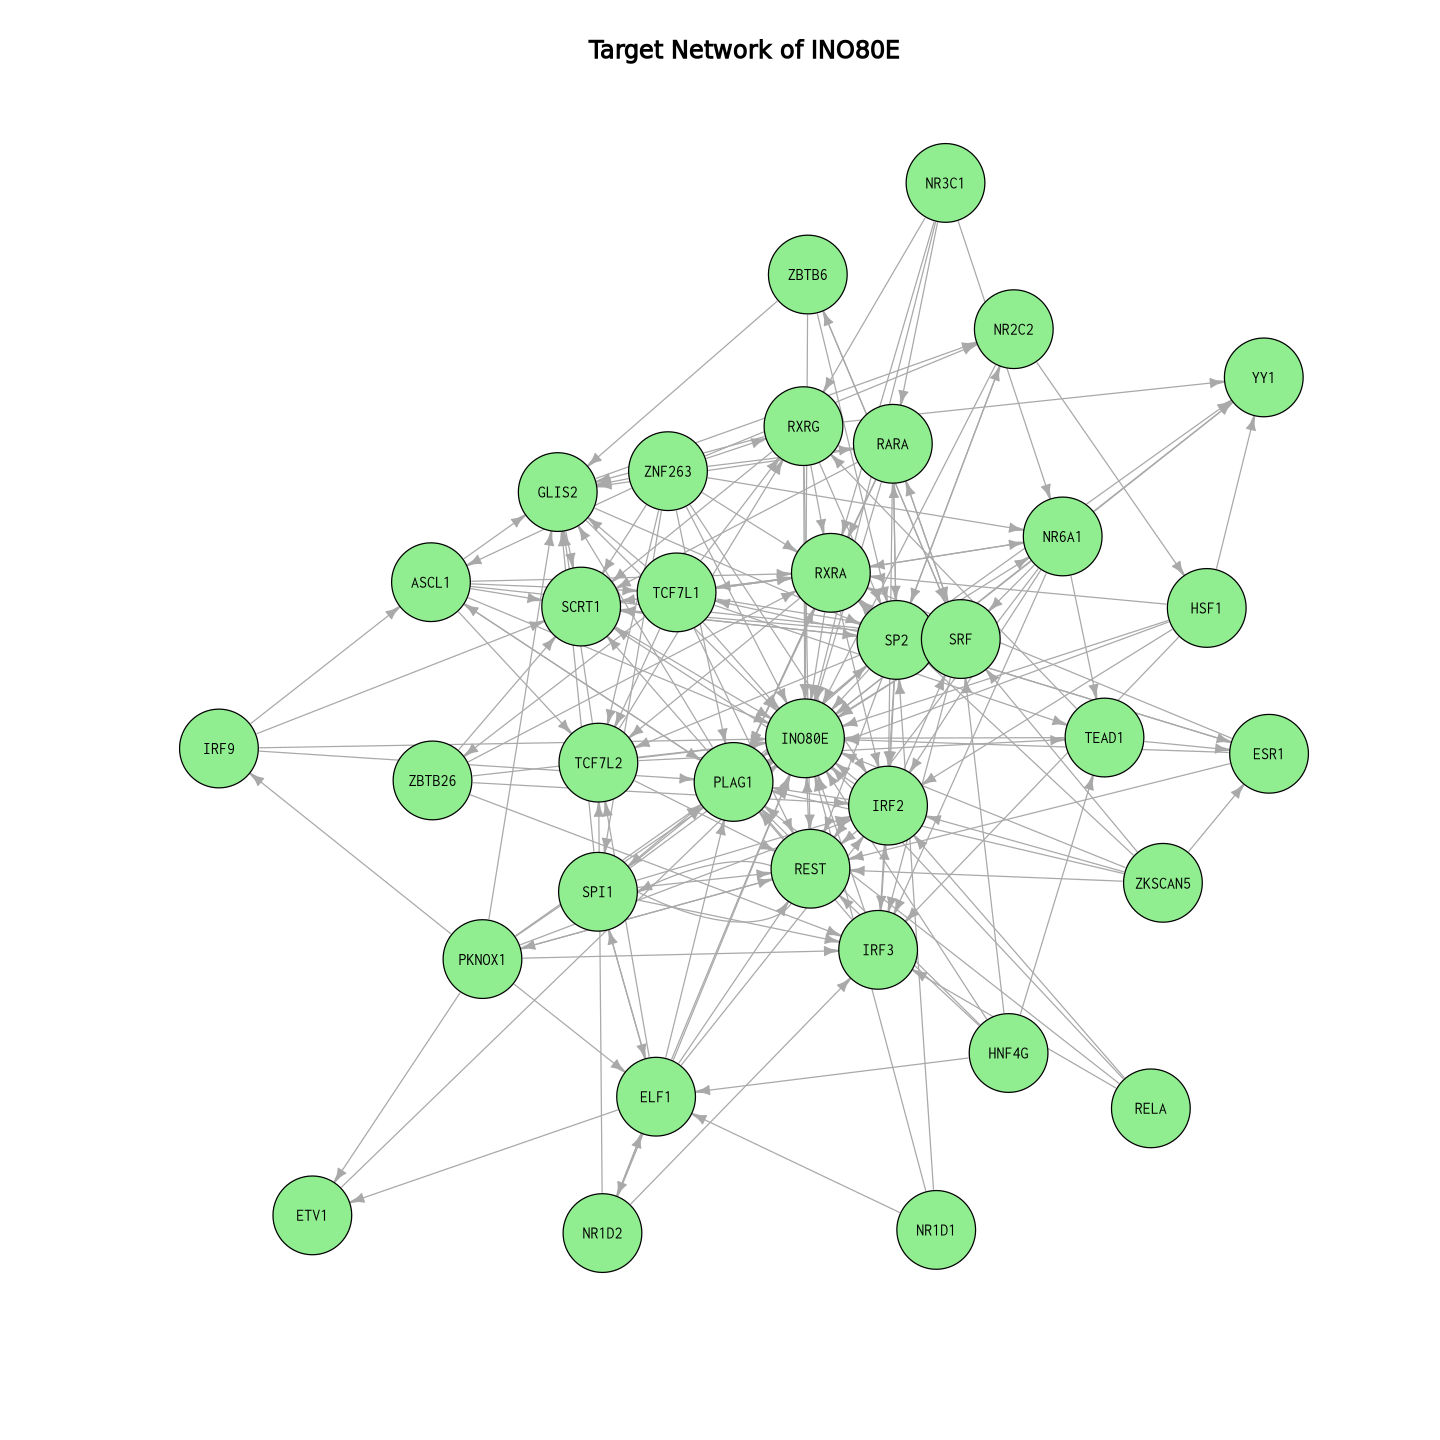 Target Network of INO80E
NR3C1
ZBTB6
NR2C2
YY1
RXRG
RARA
ZNF263
GLIS2
NR6A1
RXRA
ASCL1
TCF7L1
SCRT1
HSF1
SP2
SRF
INO80E
TEAD1
IRF9
ESR1
TCF7L2
ZBTB26
PLAG1
IRF2
REST
ZKSCAN5
SPI1
IRF3
PKNOX1
HNF4G
ELF1
RELA
ETV1
NR1D2
NR1D1